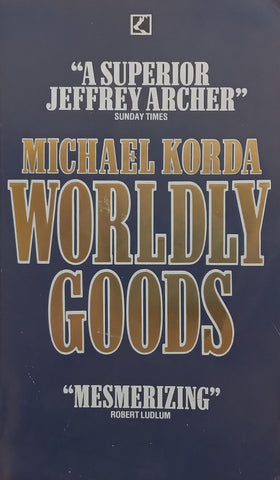 “A SUPERIOR
JEFFREY ARCHER”
SUNDAY TIMES
MICHAEL KORDA
WORLDLY
GOODS
“MESMERIZING”
ROBERT LUDLUM